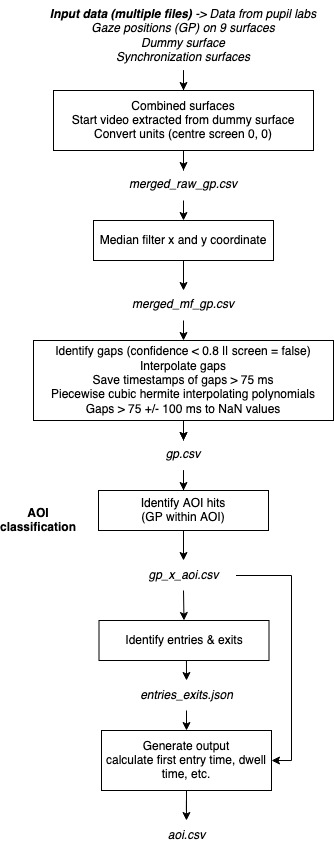 Input data (multiple files) -> Data from pupil labs
Gaze positions (GP) on 9 surfaces
Dummy surface
Synchronization surfaces
Combined surfaces
Start video extracted from dummy surface
Convert units (centre screen 0, 0)
merged_raw_gp.csv
Median filter x and y coordinate
merged_mf_gp.csv
Identify gaps (confidence < 0.8 II screen = false)
Interpolate gaps
Save timestamps of gaps > 75 ms
Piecewise cubic hermite interpolating polynomials
Gaps > 75 +/- 100 ms to NaN values
gp.csv
AOI
classification
Identify AOI hits
(GP within AOI)
gp_x_aoi.csv
Identify entries & exits
entries_exits.json
Generate output
calculate first entry time, dwell
time, etc.
aoi.csv